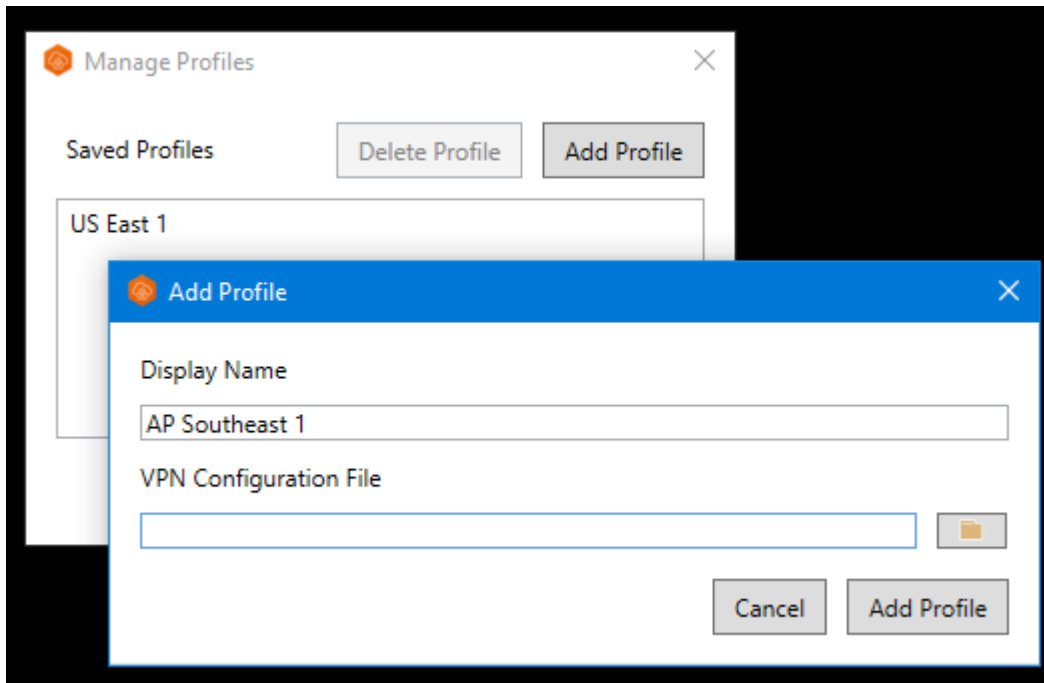 Manage Profiles
Saved Profiles Delete Profile Add Profile
US East 1
Add Profile
Display Name
AP Southeast 1
VPN Configuration File
Cancel Add Profile